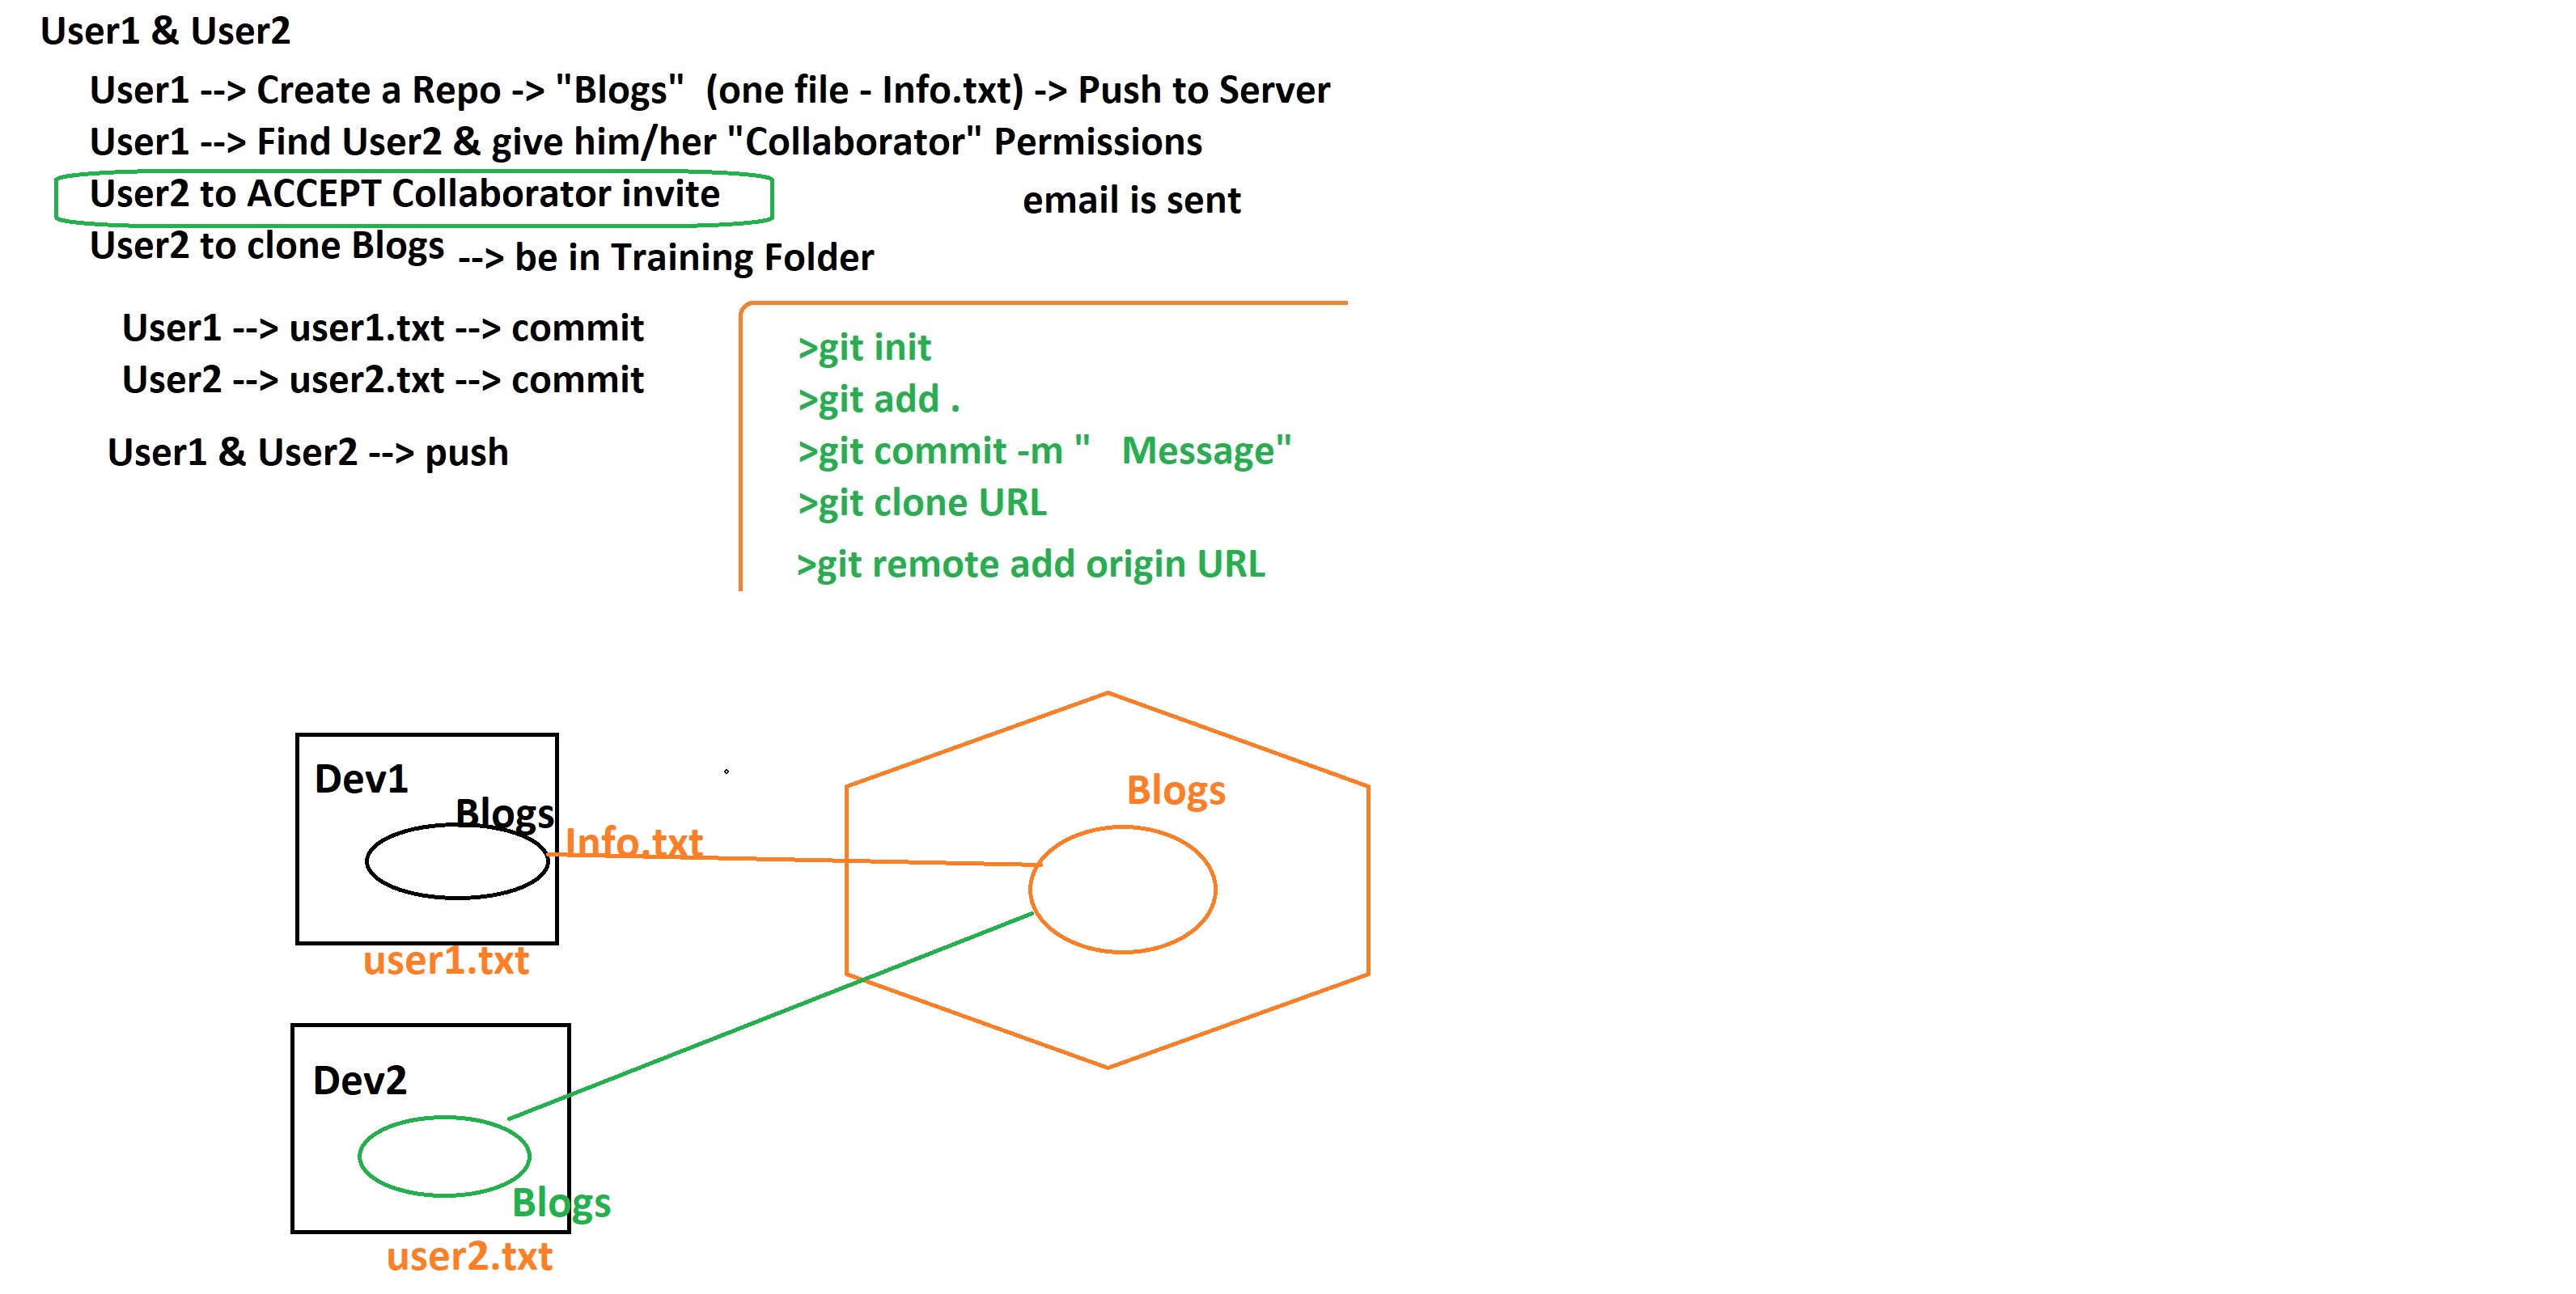 User1 & User2
User1 --> Create a Repo -> "Blogs"  (one file - Info.txt) -> Push to Server
User1 --> Find User2 & give him/her "Collaborator" Permissions
User2 to ACCEPT Collaborator invite
email is sent
User2 to clone Blogs --> be in Training Folder
User1 --> user1.txt --> commit
User2 --> user2.txt --> commit
User1 & User2 --> push
>git init
>git add .
>git commit -m "   Message"
>git clone URL
>git remote add origin URL
Dev1
Blogs
Info.txt
user1.txt
Blogs
Dev2
Blogs
user2.txt